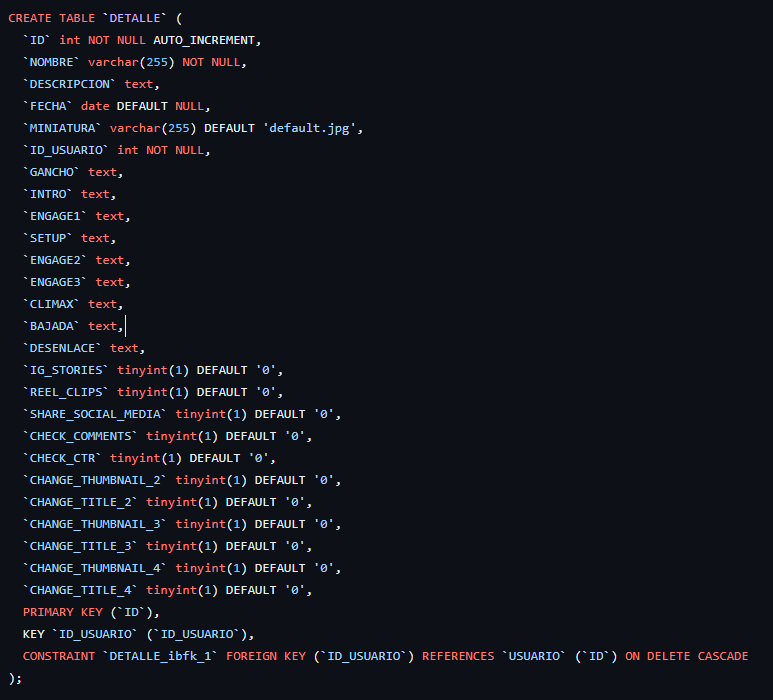 CREATE TABLE `DETALLE` (
`ID` int NOT NULL AUTO_INCREMENT,
`NOMBRE` varchar(255) NOT NULL,
`DESCRIPCION` text,
`FECHA` date DEFAULT NULL,
`MINIATURA` varchar(255) DEFAULT 'default.jpg',
`ID_USUARIO` int NOT NULL,
`GANCHO` text,
`INTRO` text,
`ENGAGE1` text,
`SETUP` text,
`ENGAGE2` text,
`ENGAGE3` text,
`CLIMAX` text,
`BAJADA` text,
`DESENLACE` text,
`IG_STORIES` tinyint(1) DEFAULT '0',
`REEL_CLIPS` tinyint(1) DEFAULT '0',
`SHARE_SOCIAL_MEDIA` tinyint(1) DEFAULT '0',
`CHECK_COMMENTS` tinyint(1) DEFAULT '0',
`CHECK_CTR` tinyint(1) DEFAULT '0',
`CHANGE_THUMBNAIL_2` tinyint(1) DEFAULT '0',
`CHANGE_TITLE_2` tinyint(1) DEFAULT '0',
`CHANGE_THUMBNAIL_3` tinyint(1) DEFAULT '0',
`CHANGE_TITLE_3` tinyint(1) DEFAULT '0',
`CHANGE_THUMBNAIL_4` tinyint(1) DEFAULT '0',
`CHANGE_TITLE_4` tinyint(1) DEFAULT '0',
PRIMARY KEY (`ID`),
KEY `ID_USUARIO` (`ID_USUARIO`),
CONSTRAINT `DETALLE_ibfk_1` FOREIGN KEY (`ID_USUARIO`) REFERENCES `USUARIO` (`ID`) ON DELETE CASCADE
);